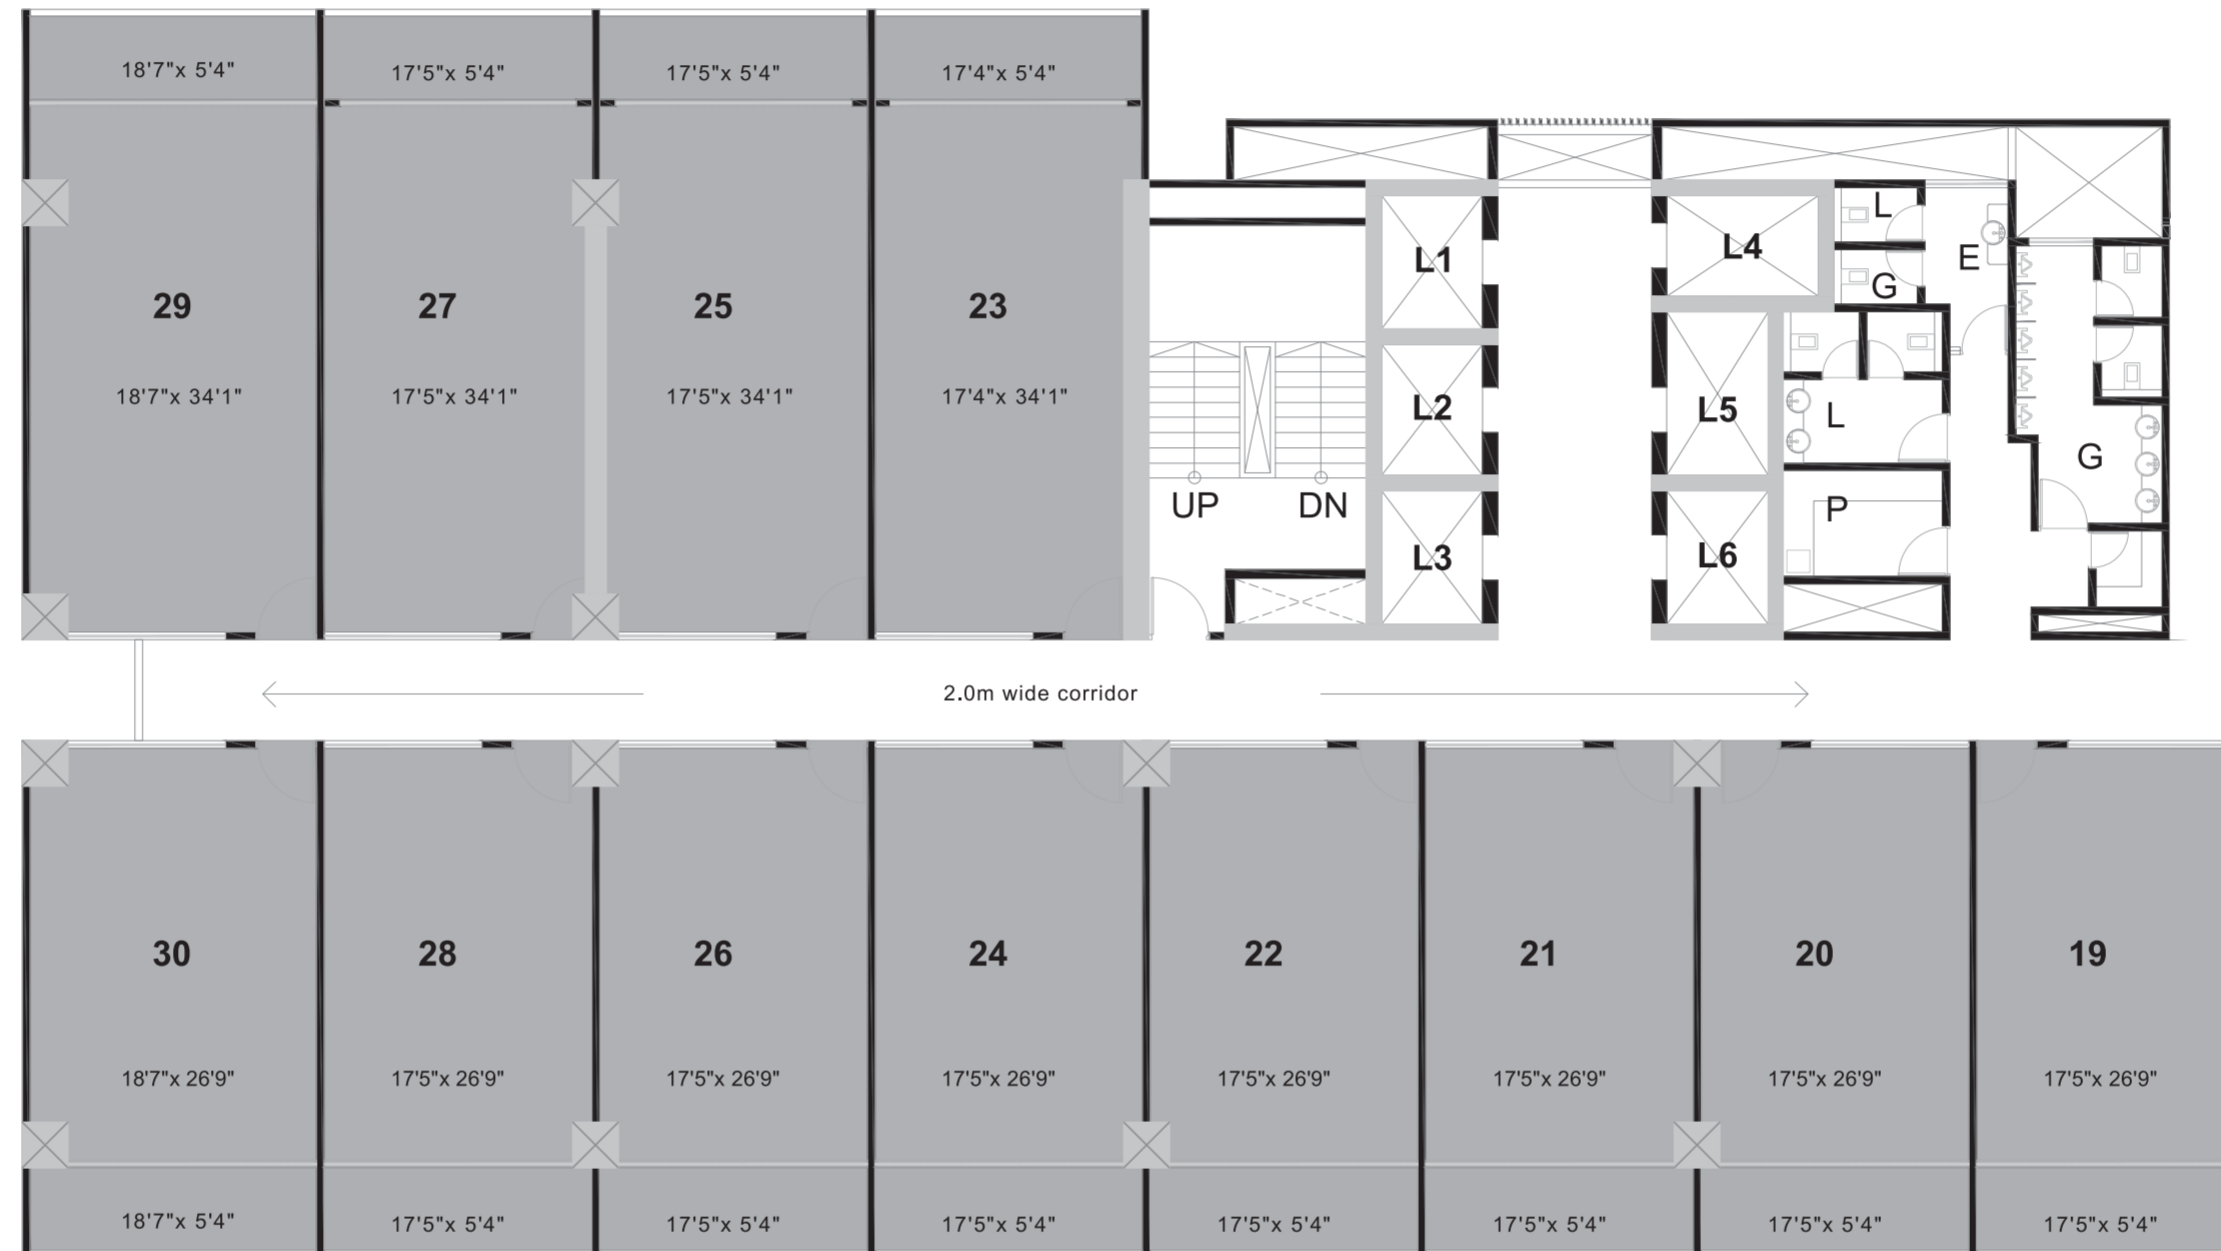 18'7"x 5'4"
17'5"x 5'4"
17'5"x 5'4"
17'4"x 5'4"
29
27
25
23
18'7"x 34'1"
17'5"x 34'1"
17'5"x 34'1"
17'4"x 34'1"
L1
L2
L3
UP
DN
L4
L5
L6
L
G
E
L
P
G
2.0m wide corridor
30
28
26
24
22
21
20
19
18'7"x 26'9"
17'5"x 26'9"
17'5"x 26'9"
17'5"x 26'9"
17'5"x 26'9"
17'5"x 26'9"
17'5"x 26'9"
17'5"x 26'9"
18'7"x 5'4"
17'5"x 5'4"
17'5"x 5'4"
17'5"x 5'4"
17'5"x 5'4"
17'5"x 5'4"
17'5"x 5'4"
17'5"x 5'4"